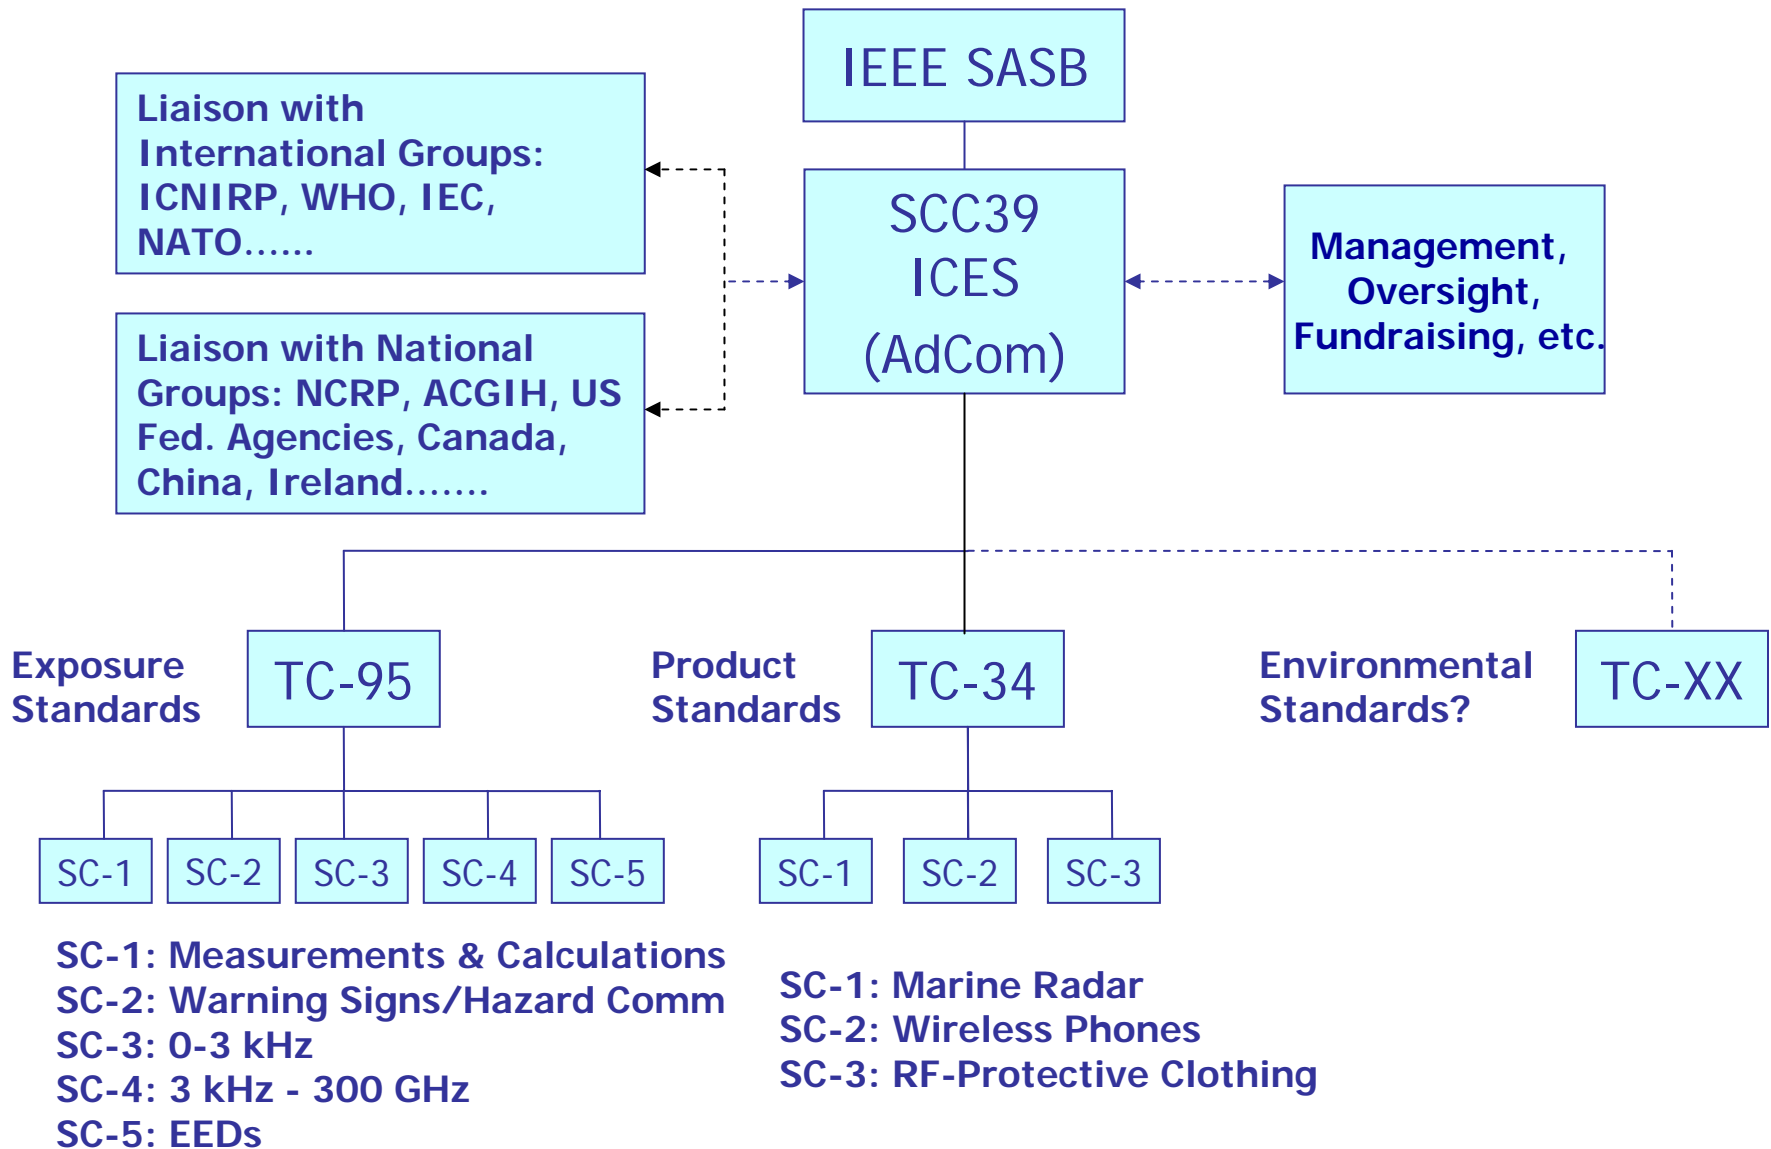 IEEE SASB
Liaison with
International Groups:
ICNIRP, WHO, IEC,
NATO......
SCC39
ICES
(AdCom)
Management,
Oversight,
Fundraising, etc.
Liaison with National
Groups: NCRP, ACGIH, US
Fed. Agencies, Canada,
China, Ireland.......
Exposure
Standards
TC-95
Product
Standards
TC-34
Environmental
Standards?
TC-XX
SC-1
SC-2
SC-3
SC-4
SC-5
SC-1
SC-2
SC-3
SC-1: Measurements & Calculations
SC-2: Warning Signs/Hazard Comm
SC-3: 0-3 kHz
SC-4: 3 kHz - 300 GHz
SC-5: EEDs
SC-1: Marine Radar
SC-2: Wireless Phones
SC-3: RF-Protective Clothing